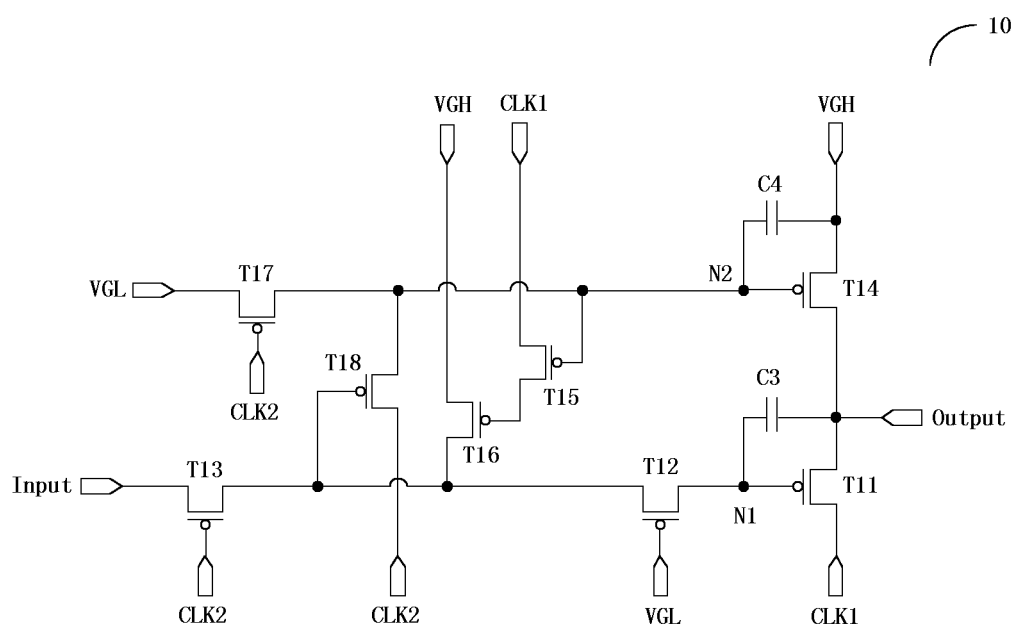 10
VGH
CLK1
VGH
C4
T17
N2
VGL
T14
T18
C3
CLK2
T15
Output
T16
T13
T12
Input
T11
N1
CLK2
CLK2
VGL
CLK1